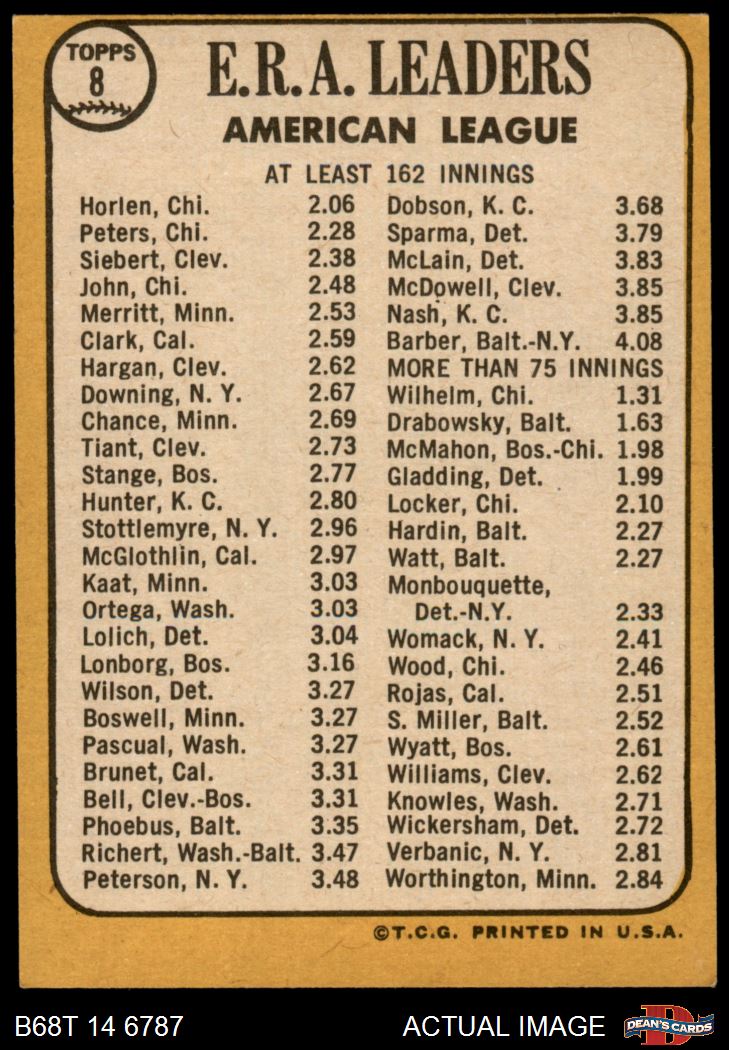 TOPPS
8
E.R.A. LEADERS
AMERICAN LEAGUE
AT LEAST 162 INNINGS
Horlen, Chi. 2.06
Peters, Chi. 2.28
Siebert, Clev. 2.38
John, Chi. 2.48
Merritt, Minn. 2.53
Clark, Cal. 2.59
Hargan, Clev. 2.62
Downing, N. Y. 2.67
Chance, Minn. 2.69
Tiant, Clev. 2.73
Stange, Bos. 2.77
Hunter, K. C. 2.80
Stottlemyre, N. Y. 2.96
McGlothlin, Cal. 2.97
Kaat, Minn. 3.03
Ortega, Wash. 3.03
Lolich, Det. 3.04
Lonborg, Bos. 3.16
Wilson, Det. 3.27
Boswell, Minn. 3.27
Pascual, Wash. 3.27
Brunet, Cal. 3.31
Bell, Clev.-Bos. 3.31
Phoebus, Balt. 3.35
Richert, Wash.-Balt. 3.47
Peterson, N. Y. 3.48
Dobson, K. C. 3.68
Sparma, Det. 3.79
McLain, Det. 3.83
McDowell, Clev. 3.85
Nash, K. C. 3.85
Barber, Balt.-N.Y. 4.08
MORE THAN 75 INNINGS
Wilhelm, Chi. 1.31
Drabowsky, Balt. 1.63
McMahon, Bos.-Chi. 1.98
Gladding, Det. 1.99
Locker, Chi. 2.10
Hardin, Balt. 2.27
Watt, Balt. 2.27
Monbouquette,
Det.-N.Y. 2.33
Womack, N. Y. 2.41
Wood, Chi. 2.46
Rojas, Cal. 2.51
S. Miller, Balt. 2.52
Wyatt, Bos. 2.61
Williams, Clev. 2.62
Knowles, Wash. 2.71
Wickersham, Det. 2.72
Verbanic, N. Y. 2.81
Worthington, Minn. 2.84
©T.C.G. PRINTED IN U.S.A.
B68T 14 6787
ACTUAL IMAGE
D
DEAN'S CARDS